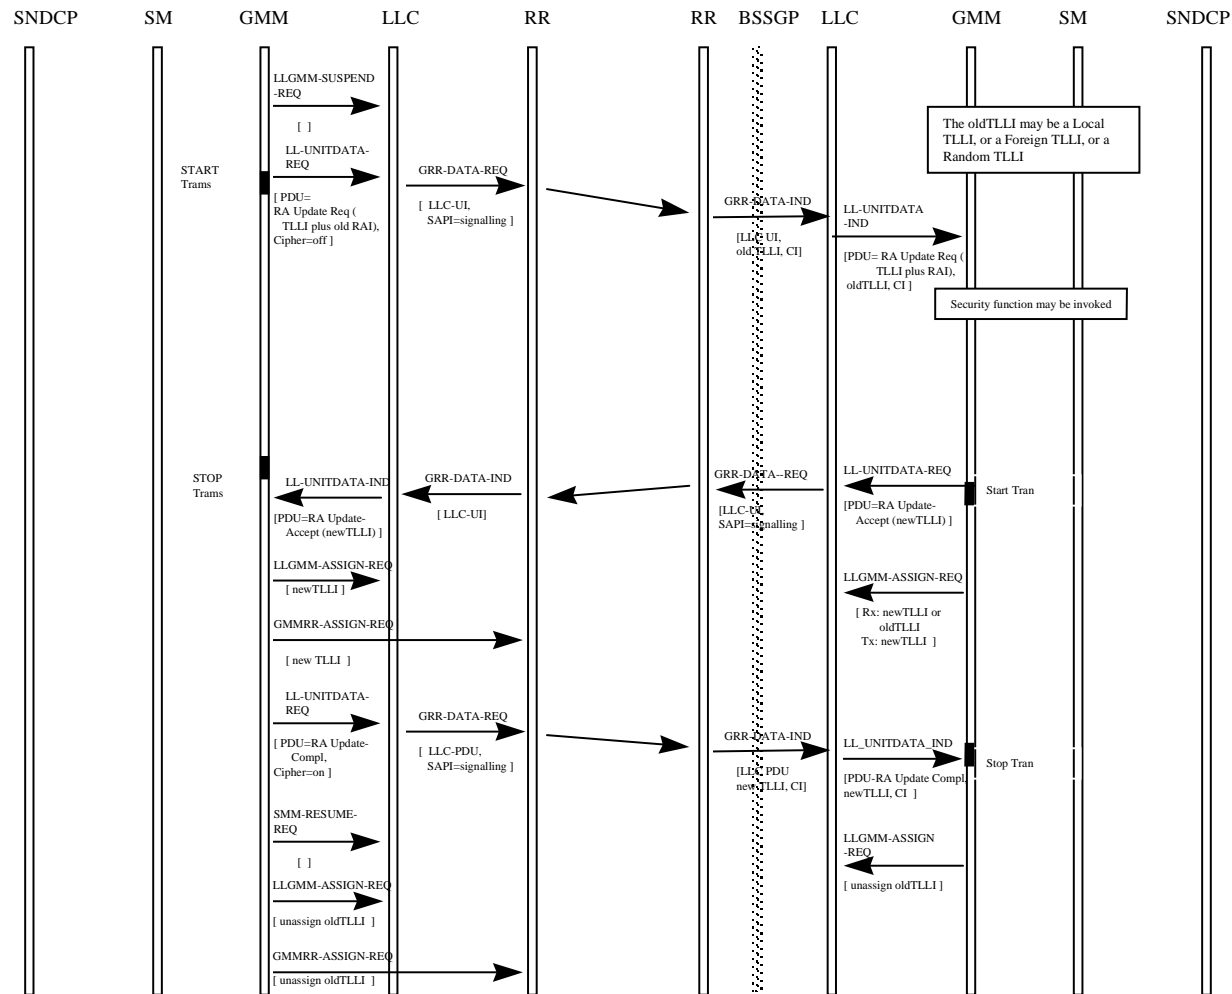 SNDCP SM GMM LLC RR RR BSSGP LLC GMM SM SNDCP
LLGMM-SUSPEND
-REQ
[ ]
START
Trams
LL-UNITDATA-
REQ
[ PDU=
RA Update Req (
TLLI plus old RAI),
Cipher=off ]
GRR-DATA-REQ
[ LLC-UI,
SAPI=signalling ]
GRR-DATA-IND
[LLC-UI,
old TLLI, CI]
LL-UNITDATA
-IND
[PDU= RA Update Req (
TLLI plus RAI),
oldTLLI, CI ]
The oldTLLI may be a Local
TLLI, or a Foreign TLLI, or a
Random TLLI
Security function may be invoked
STOP
Trams
LL-UNITDATA-IND
[PDU=RA Update-
Accept (newTLLI) ]
GRR-DATA-IND
[ LLC-UI]
GRR-DATA--REQ
[LLC-UI,
SAPI=signalling ]
LL-UNITDATA-REQ
[PDU=RA Update-
Accept (newTLLI) ]
Start Tran
LLGMM-ASSIGN-REQ
[ newTLLI ]
LLGMM-ASSIGN-REQ
[ Rx: newTLLI or
oldTLLI
Tx: newTLLI ]
GMMRR-ASSIGN-REQ
[ new TLLI ]
LL-UNITDATA-
REQ
[ PDU=RA Update-
Compl,
Cipher=on ]
GRR-DATA-REQ
[ LLC-PDU,
SAPI=signalling ]
GRR-DATA-IND
[LLC PDU
new TLLI, CI]
LL_UNITDATA_IND
[PDU-RA Update Compl,
newTLLI, CI ]
Stop Tran
SMM-RESUME-
REQ
[ ]
LLGMM-ASSIGN
-REQ
[ unassign oldTLLI ]
LLGMM-ASSIGN-REQ
[ unassign oldTLLI ]
GMMRR-ASSIGN-REQ
[ unassign oldTLLI ]